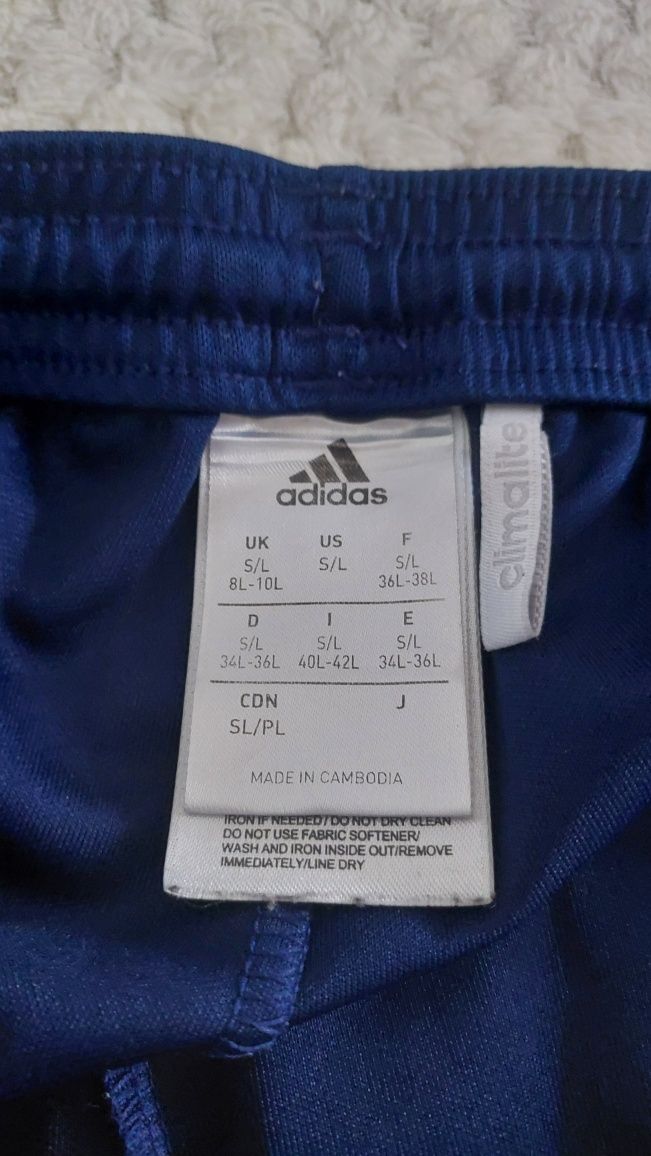 adidas
UK US F
S/L S/L S/L
8L-10L 36L-38L
D I E
S/L S/L S/L
34L-36L 40L-42L 34L-36L
CDN J
SL/PL
MADE IN CAMBODIA
IRON IF NEEDED/DO NOT DRY CLEAN
DO NOT USE FABRIC SOFTENER/
WASH AND IRON INSIDE OUT/REMOVE
IMMEDIATELY/LINE DRY
climalite